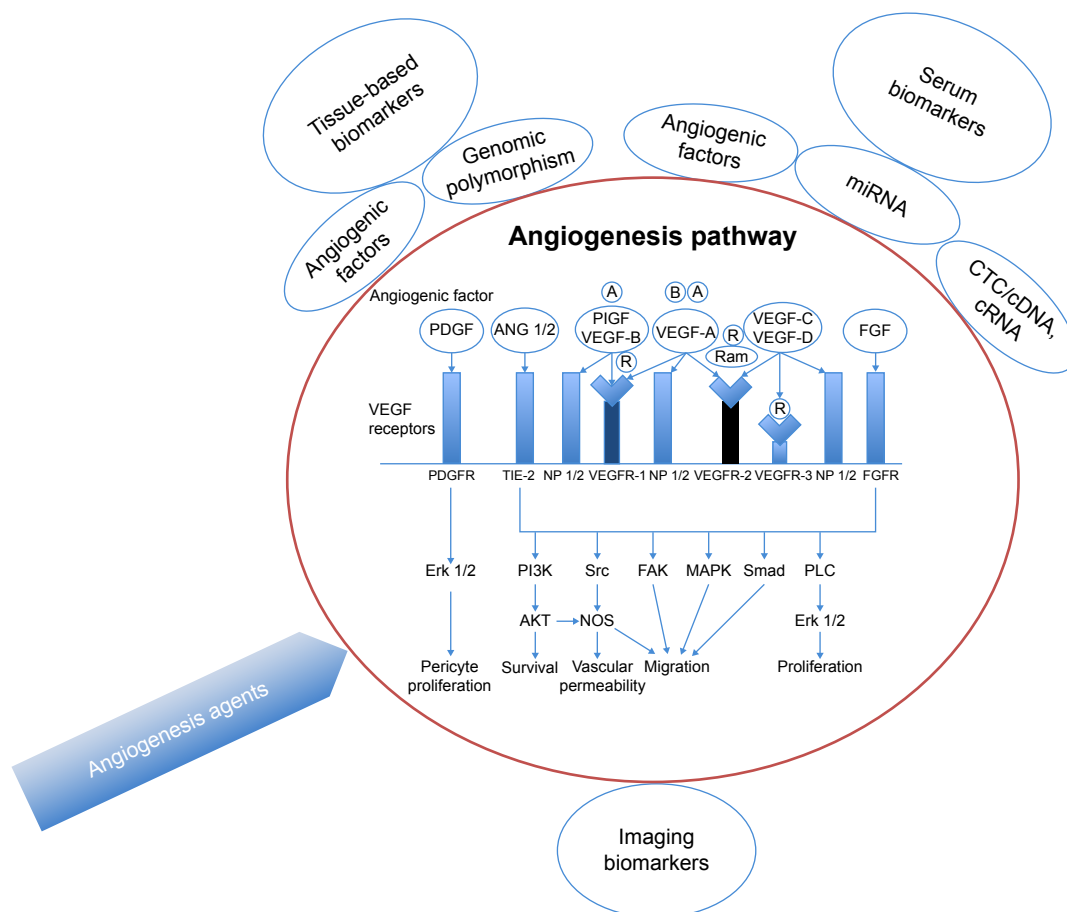 Tissue-based
biomarkers
Genomic
polymorphism
Angiogenic
factors
Angiogenic
factors
Serum
biomarkers
miRNA
CTC/cDNA,
cRNA
Angiogenesis pathway
Angiogenic factor
A
B A
PDGF
ANG 1/2
PIGF
VEGF-B
VEGF-A
R
Ram
VEGF-C
VEGF-D
FGF
R
R
VEGF
receptors
PDGFR TIE-2 NP 1/2 VEGFR-1 NP 1/2 VEGFR-2 VEGFR-3 NP 1/2 FGFR
Erk 1/2 PI3K Src FAK MAPK Smad PLC
AKT NOS Erk 1/2
Pericyte
proliferation
Survival
Vascular
permeability
Migration
Proliferation
Angiogenesis agents
Imaging
biomarkers